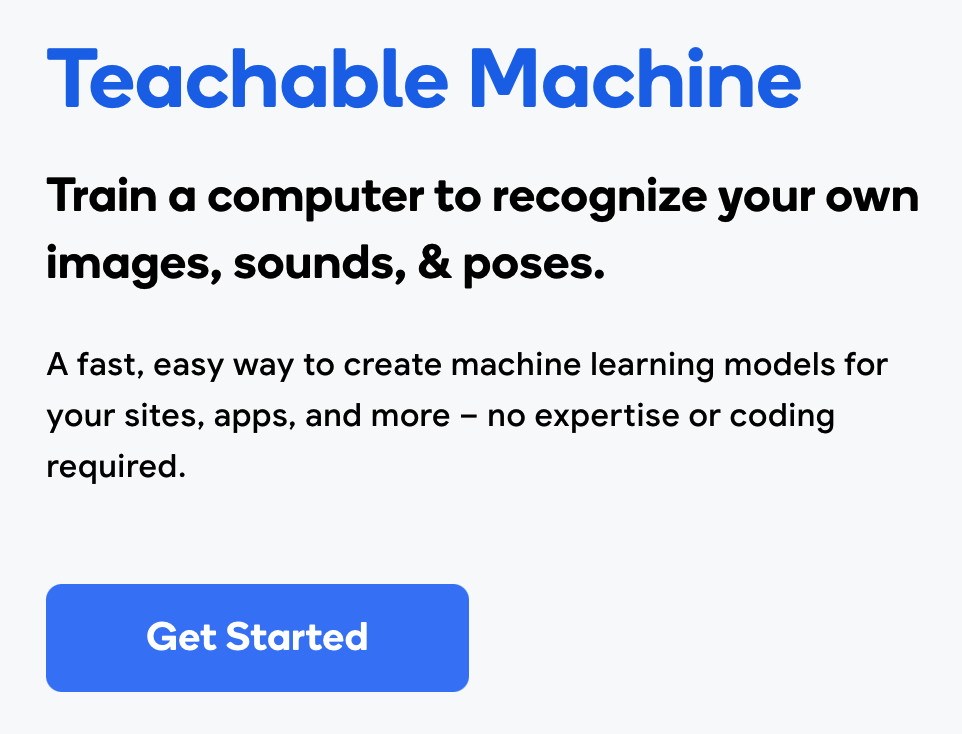 Teachable Machine
Train a computer to recognize your own
images, sounds, & poses.
A fast, easy way to create machine learning models for
your sites, apps, and more – no expertise or coding
required.
Get Started